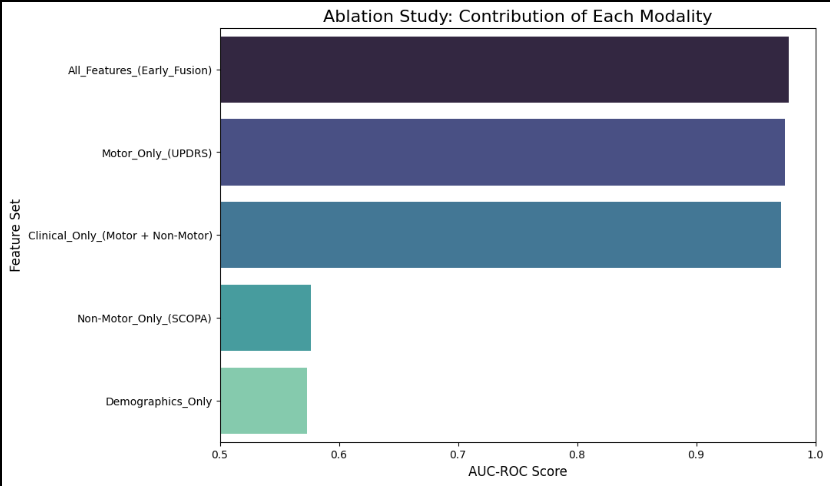 Ablation Study: Contribution of Each Modality
Feature Set
All_Features_(Early_Fusion)
Motor_Only_(UPDRS)
Clinical_Only_(Motor + Non-Motor)
Non-Motor_Only_(SCOPA)
Demographics_Only
0.5 0.6 0.7 0.8 0.9 1.0
AUC-ROC Score